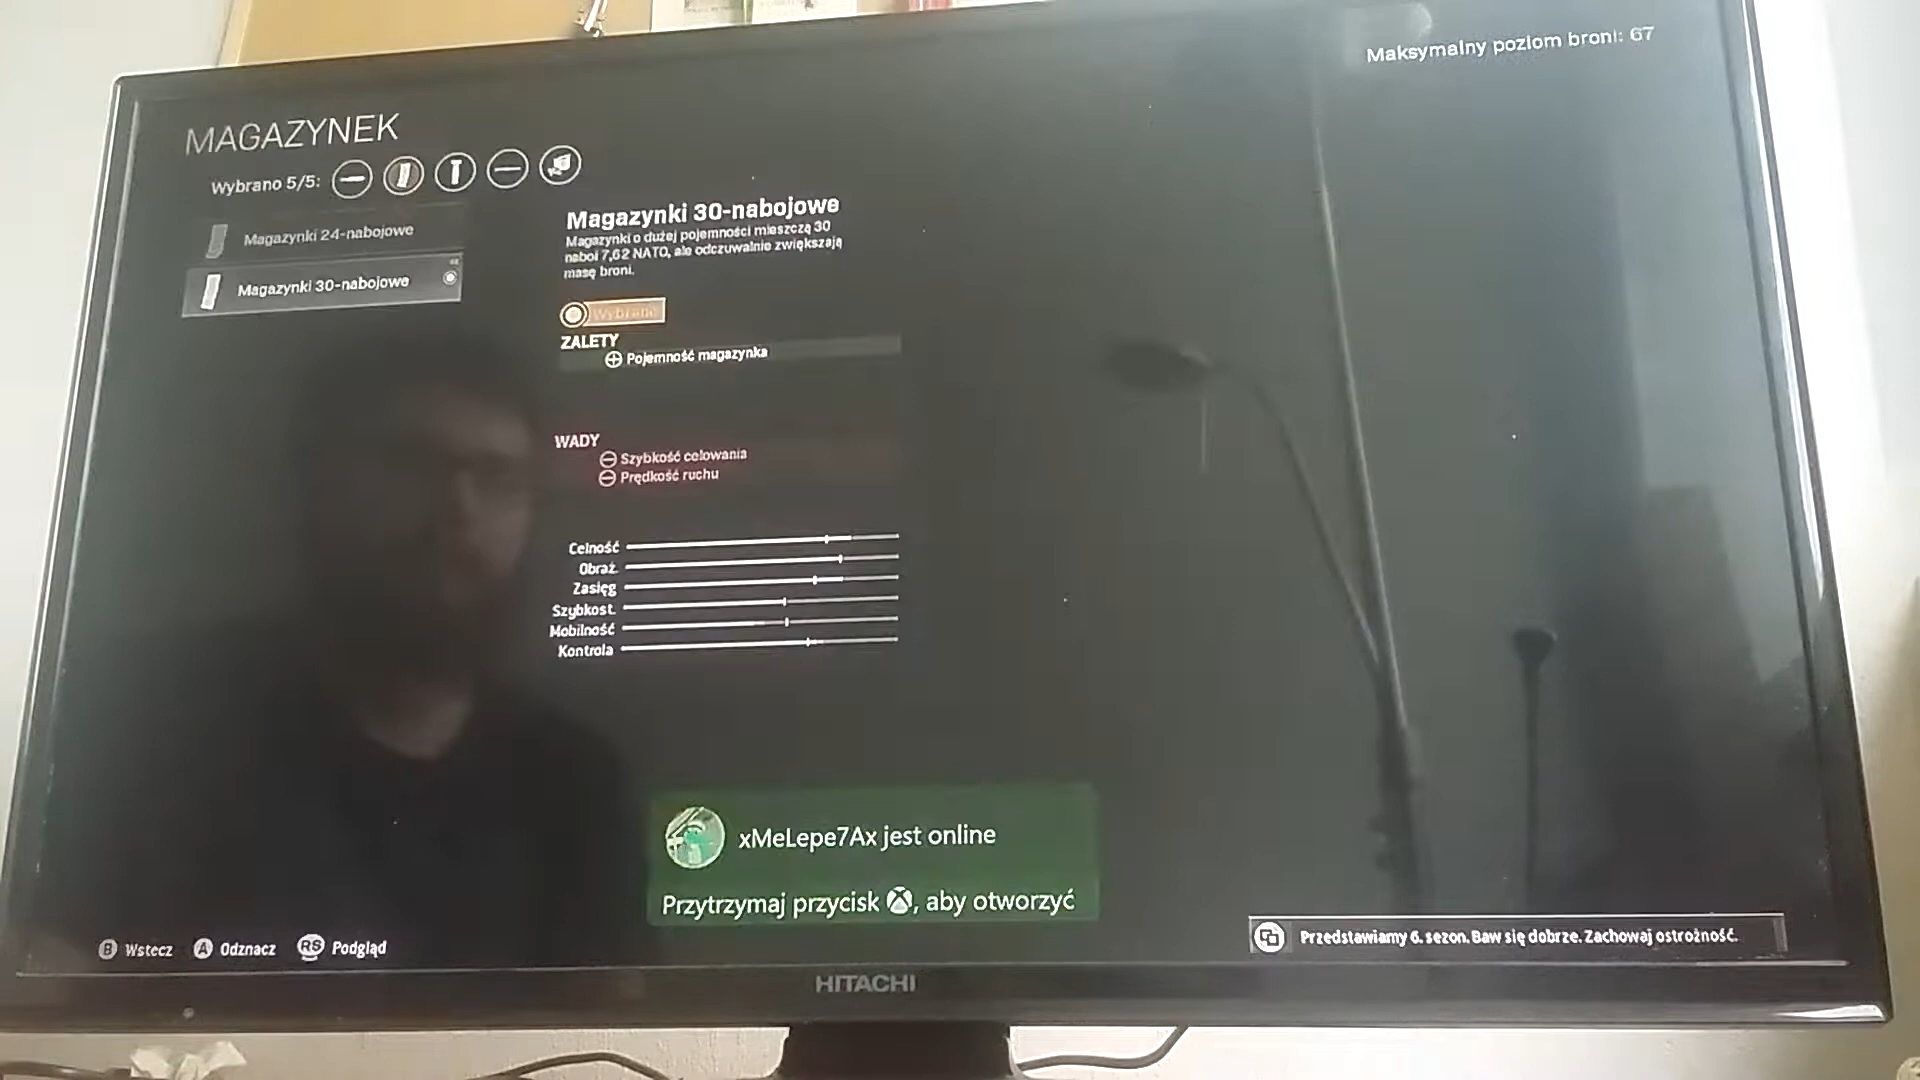 Maksymalny poziom broni: 67
MAGAZYNEK
Wybrano 5/5:
Magazynki 24-nabojowe
Magazynki 30-nabojowe
Magazynki 30-nabojowe
Magazynki o dużej pojemności mieszczą 30
naboi 7,62 NATO, ale odczuwalnie zwiększają
masę broni.
Wybrane
ZALETY
Pojemność magazynka
WADY
Szybkość celowania
Prędkość ruchu
Celność
Obraż.
Zasięg
Szybkost.
Mobilność
Kontrola
xMeLepe7Ax jest online
Przytrzymaj przycisk , aby otworzyć
B Wstecz A Odznacz RS Podgląd
Przedstawiamy 6. sezon. Baw się dobrze. Zachowaj ostrożność.
HITACHI